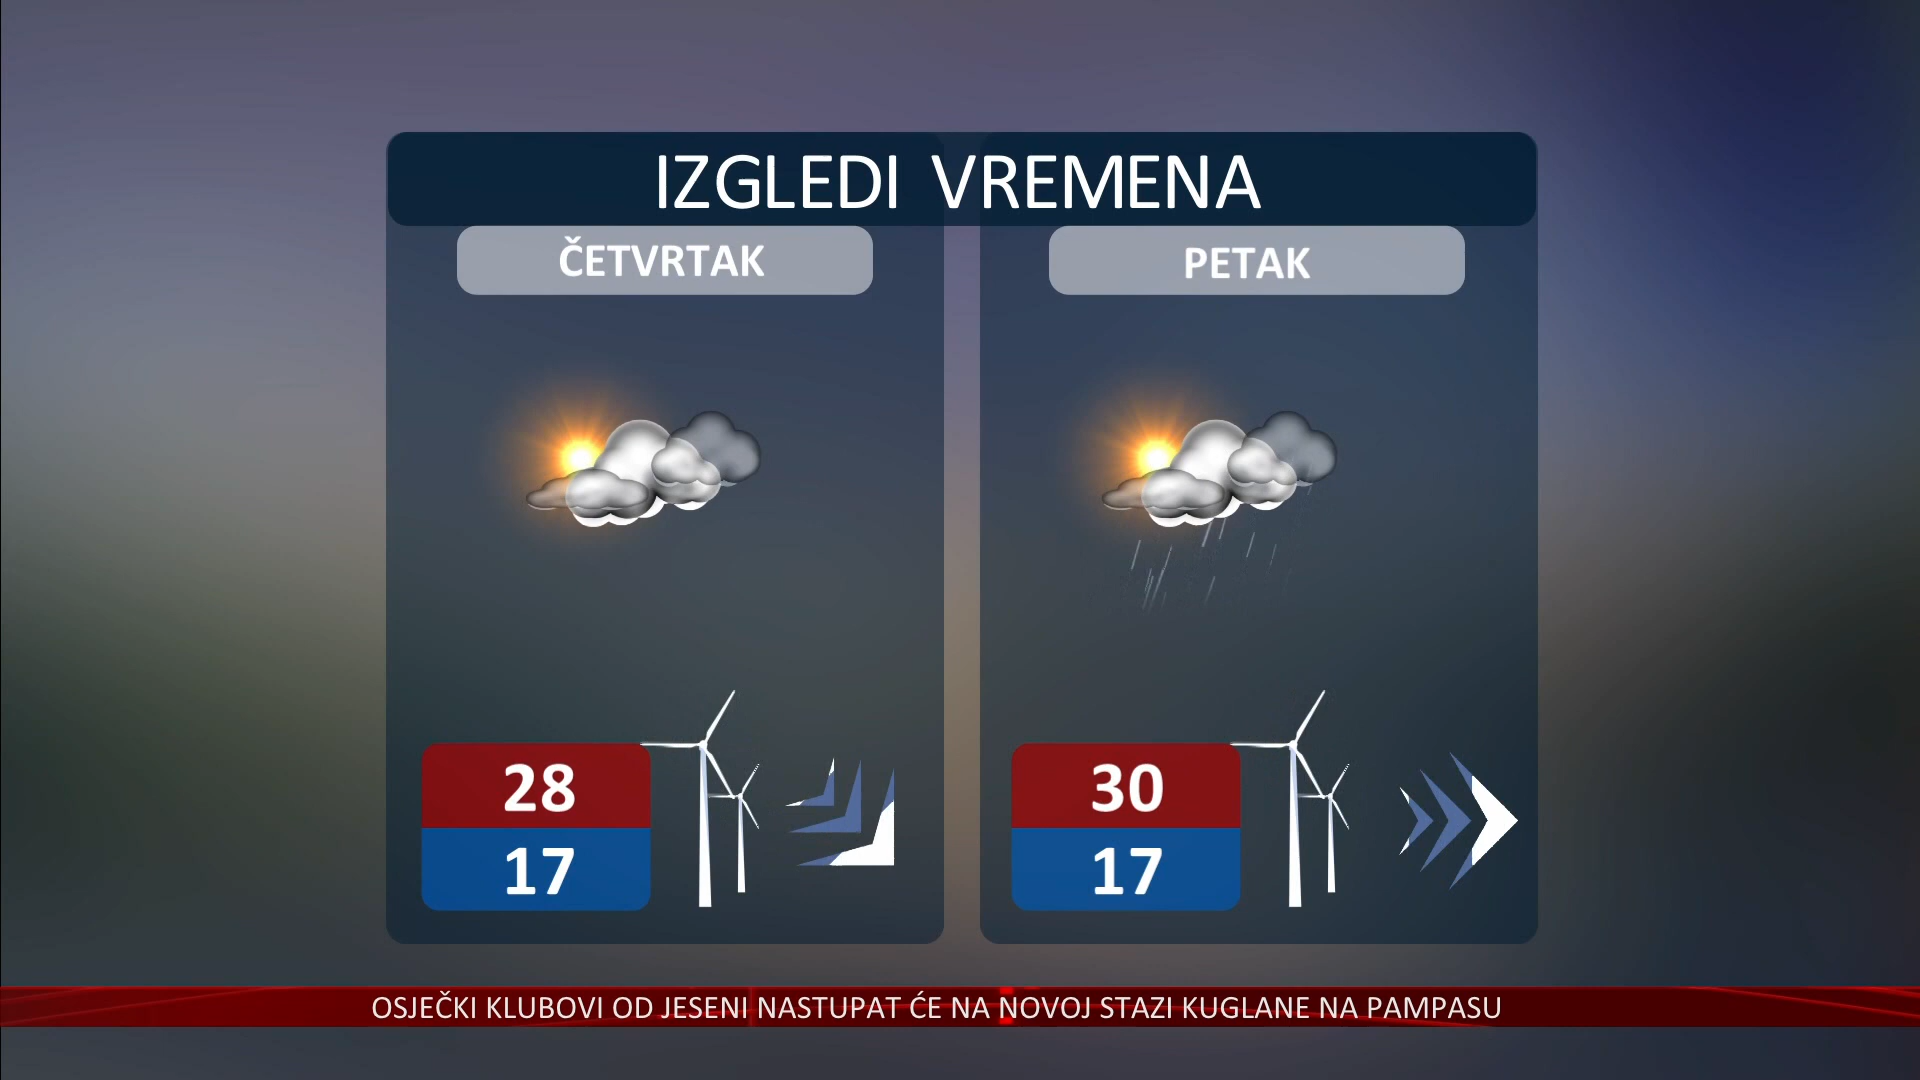 IZGLEDI VREMENA
ČETVRTAK
PETAK
28
17
30
17
OSJEČKI KLUBOVI OD JESENI NASTUPAT ĆE NA NOVOJ STAZI KUGLANE NA PAMPASU